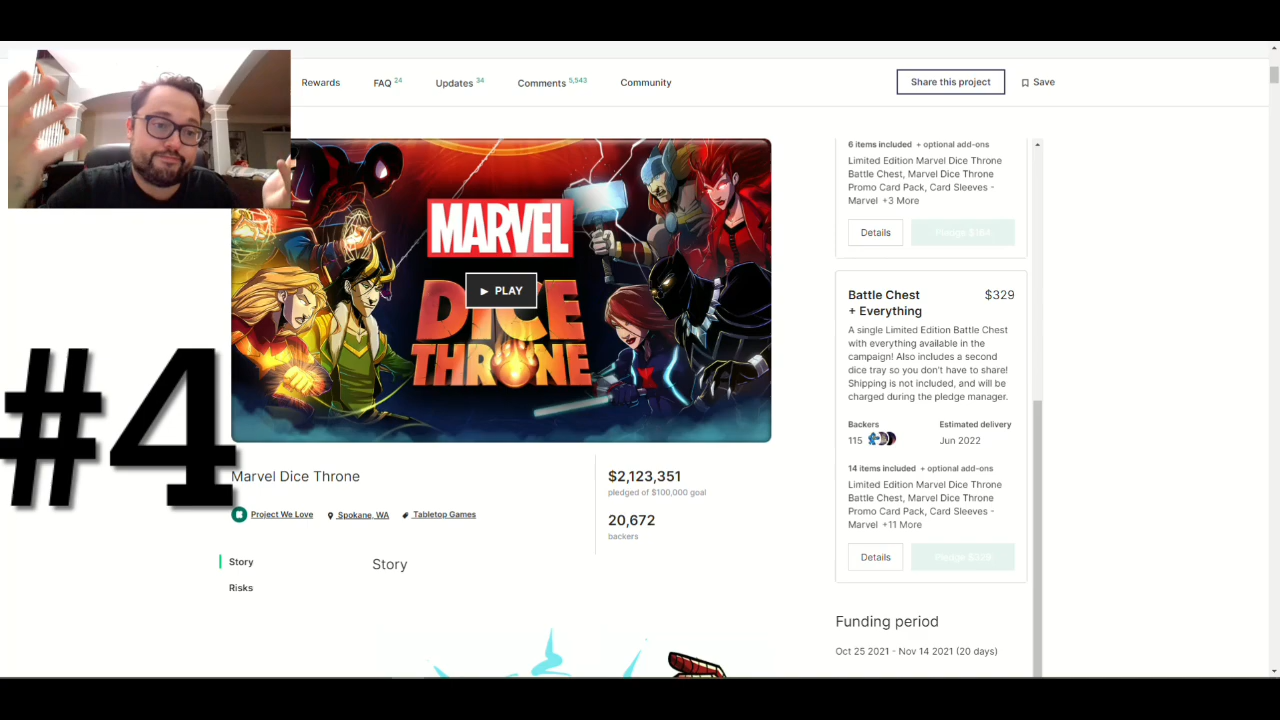 Rewards
FAQ 24
Updates 34
Comments 5,543
Community
Share this project
Save
MARVEL
PLAY
DICE
THRONE
#4
Marvel Dice Throne
Project We Love
Spokane, WA
Tabletop Games
$2,123,351
pledged of $100,000 goal
20,672
backers
Story
Risks
Story
6 items included + optional add-ons
Limited Edition Marvel Dice Throne
Battle Chest, Marvel Dice Throne
Promo Card Pack, Card Sleeves -
Marvel +3 More
Details
Battle Chest $329
+ Everything
A single Limited Edition Battle Chest
with everything available in the
campaign! Also includes a second
dice tray so you don't have to share!
Shipping is not included, and will be
charged during the pledge manager.
Backers Estimated delivery
115 Jun 2022
14 items included + optional add-ons
Limited Edition Marvel Dice Throne
Battle Chest, Marvel Dice Throne
Promo Card Pack, Card Sleeves -
Marvel +11 More
Details Pledge $329
Funding period
Oct 25 2021 - Nov 14 2021 (20 days)